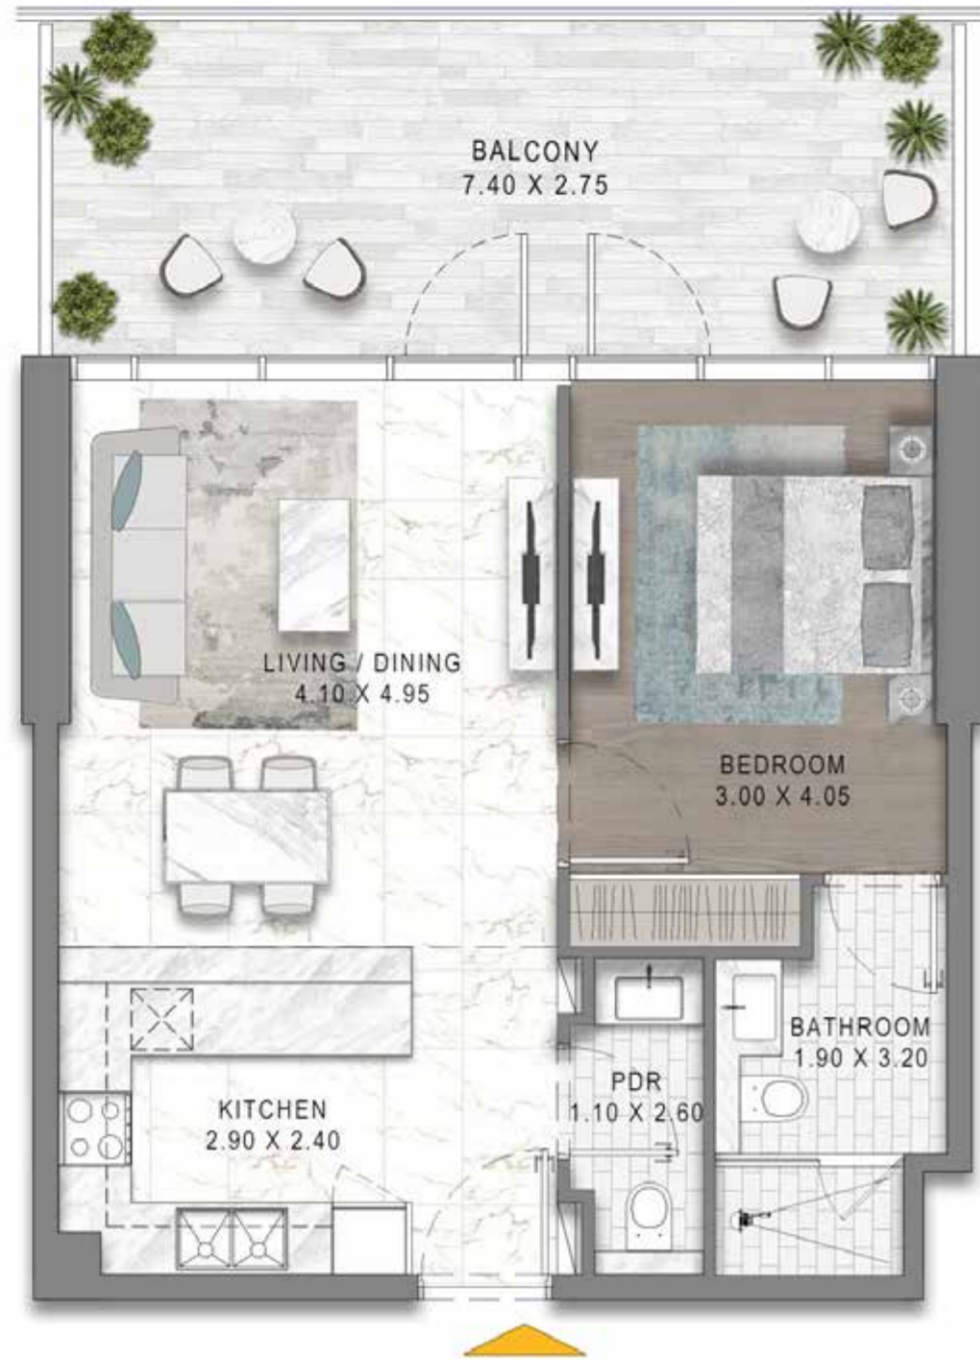 BALCONY
7.40 X 2.75
LIVING / DINING
4.10 X 4.95
BEDROOM
3.00 X 4.05
BATHROOM
1.90 X 3.20
PDR
1.10 X 2.60
KITCHEN
2.90 X 2.40